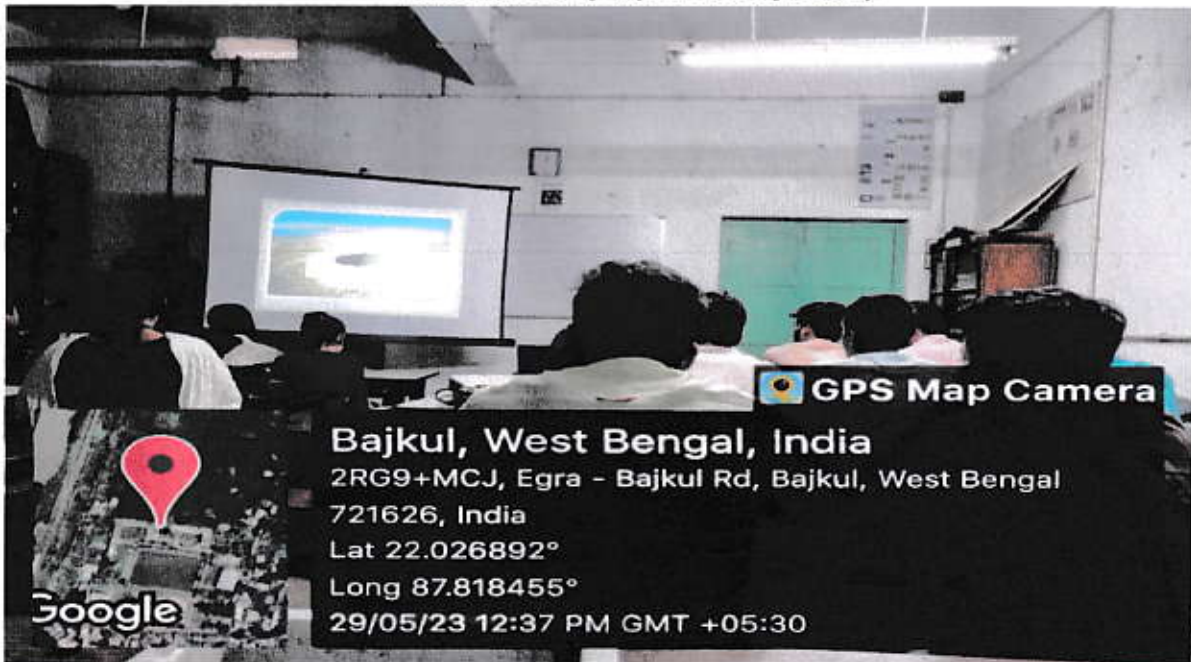 GPS Map Camera
Bajkul, West Bengal, India
2RG9+MCJ, Egra - Bajkul Rd, Bajkul, West Bengal
721626, India
Lat 22.026892°
Long 87.818455°
29/05/23 12:37 PM GMT +05:30
Google